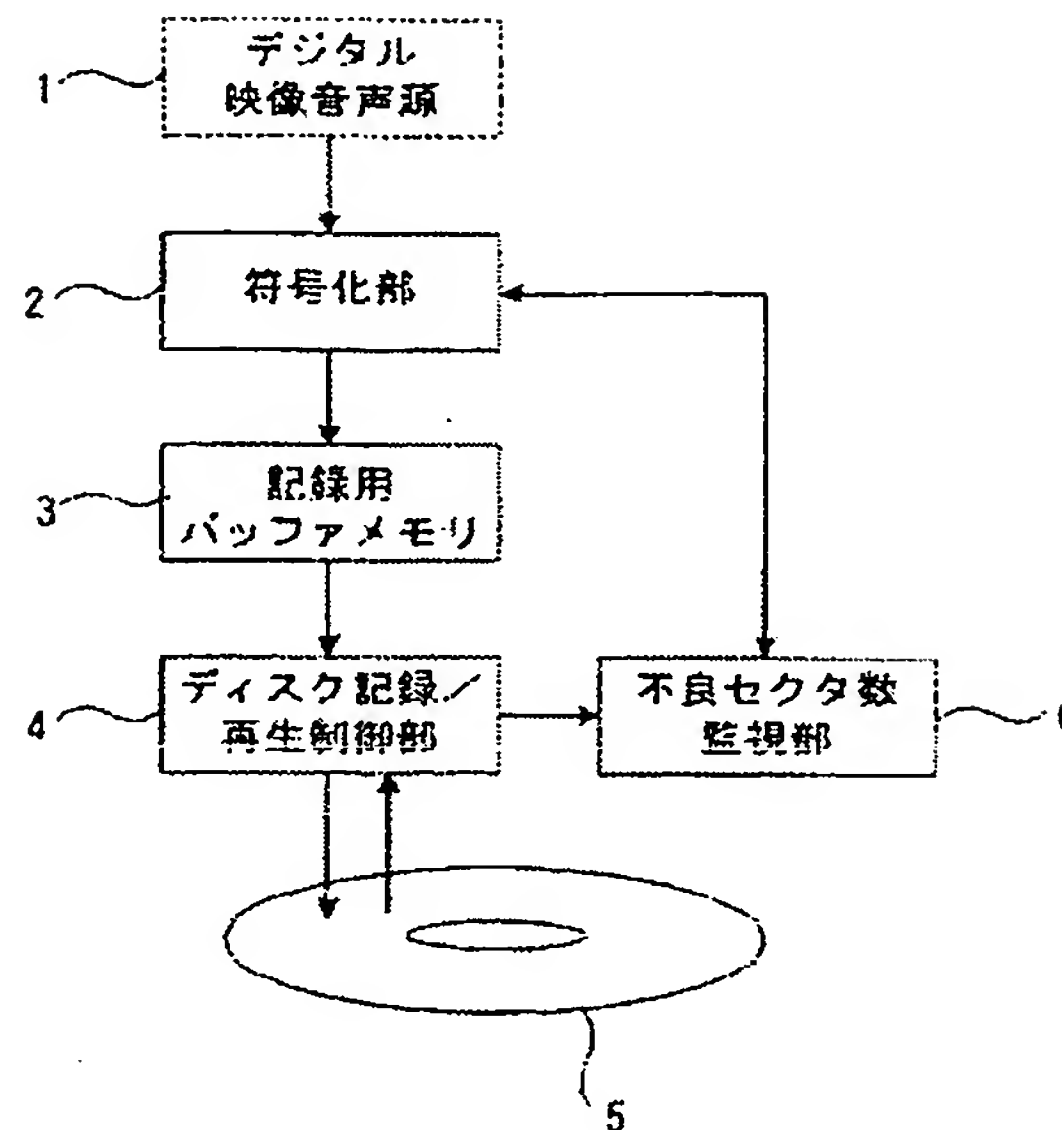 デジタル
映像音声源
1
符号化部
2
記録用
バッファメモリ
3
ディスク記録／
再生制御部
4
不良セクタ数
監視部
5